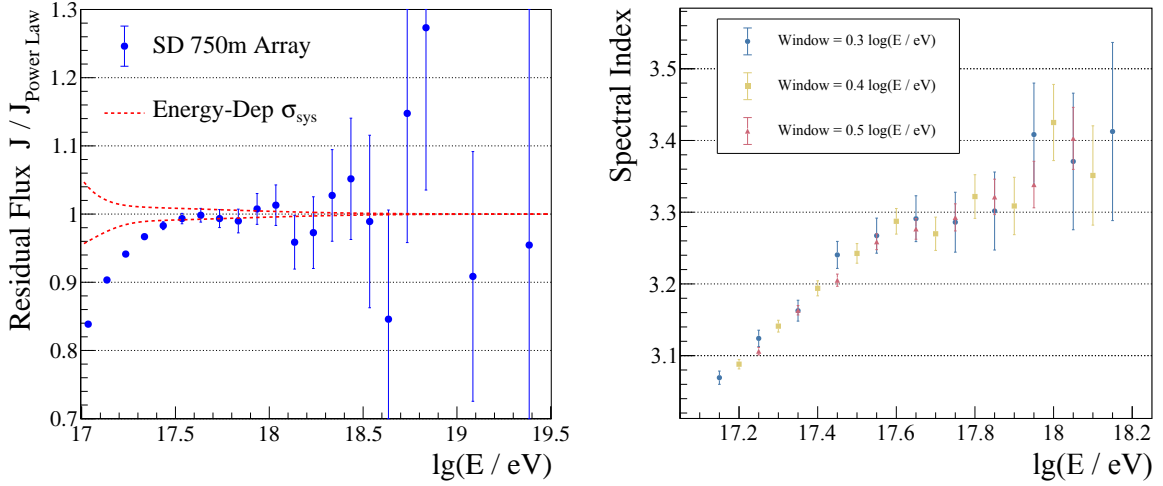 1.3
1.2
1.1
1
0.9
0.8
0.7
Residual Flux J / J_Power Law
SD 750m Array
Energy-Dep σ_sys
17 17.5 18 18.5 19 19.5
lg(E / eV)
3.5
3.4
3.3
3.2
3.1
Spectral Index
Window = 0.3 log(E / eV)
Window = 0.4 log(E / eV)
Window = 0.5 log(E / eV)
17.2 17.4 17.6 17.8 18 18.2
lg(E / eV)